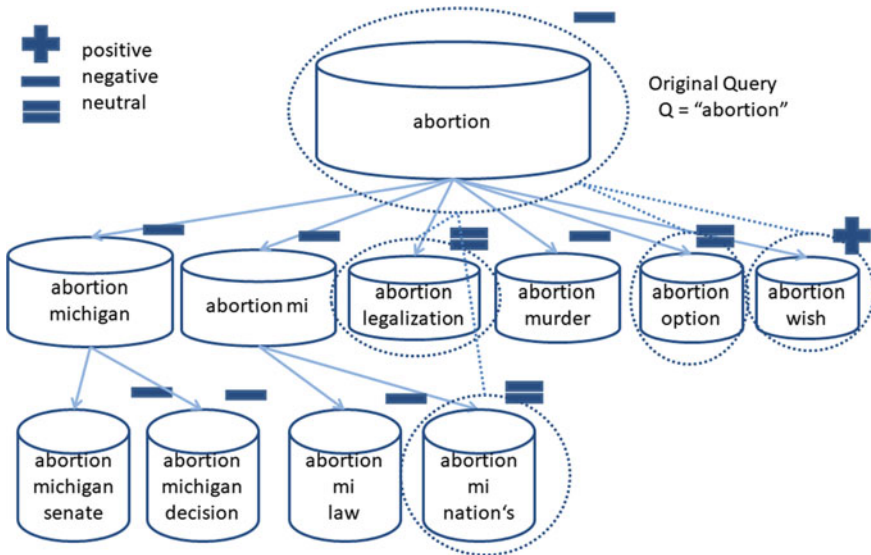 positive
negative
neutral
Original Query
Q = "abortion"
abortion
abortion
michigan
abortion mi
abortion
legalization
abortion
murder
abortion
option
abortion
wish
abortion
michigan
senate
abortion
michigan
decision
abortion
mi
law
abortion
mi
nation‘s